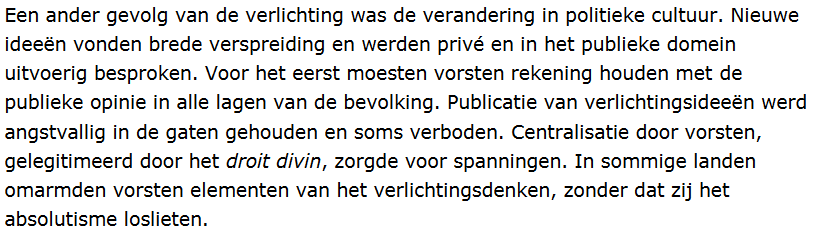 Een ander gevolg van de verlichting was de verandering in politieke cultuur. Nieuwe
ideeën vonden brede verspreiding en werden privé en in het publieke domein
uitvoerig besproken. Voor het eerst moesten vorsten rekening houden met de
publieke opinie in alle lagen van de bevolking. Publicatie van verlichtingsideeën werd
angstvallig in de gaten gehouden en soms verboden. Centralisatie door vorsten,
gelegitimeerd door het droit divin, zorgde voor spanningen. In sommige landen
omarmden vorsten elementen van het verlichtingsdenken, zonder dat zij het
absolutisme loslieten.